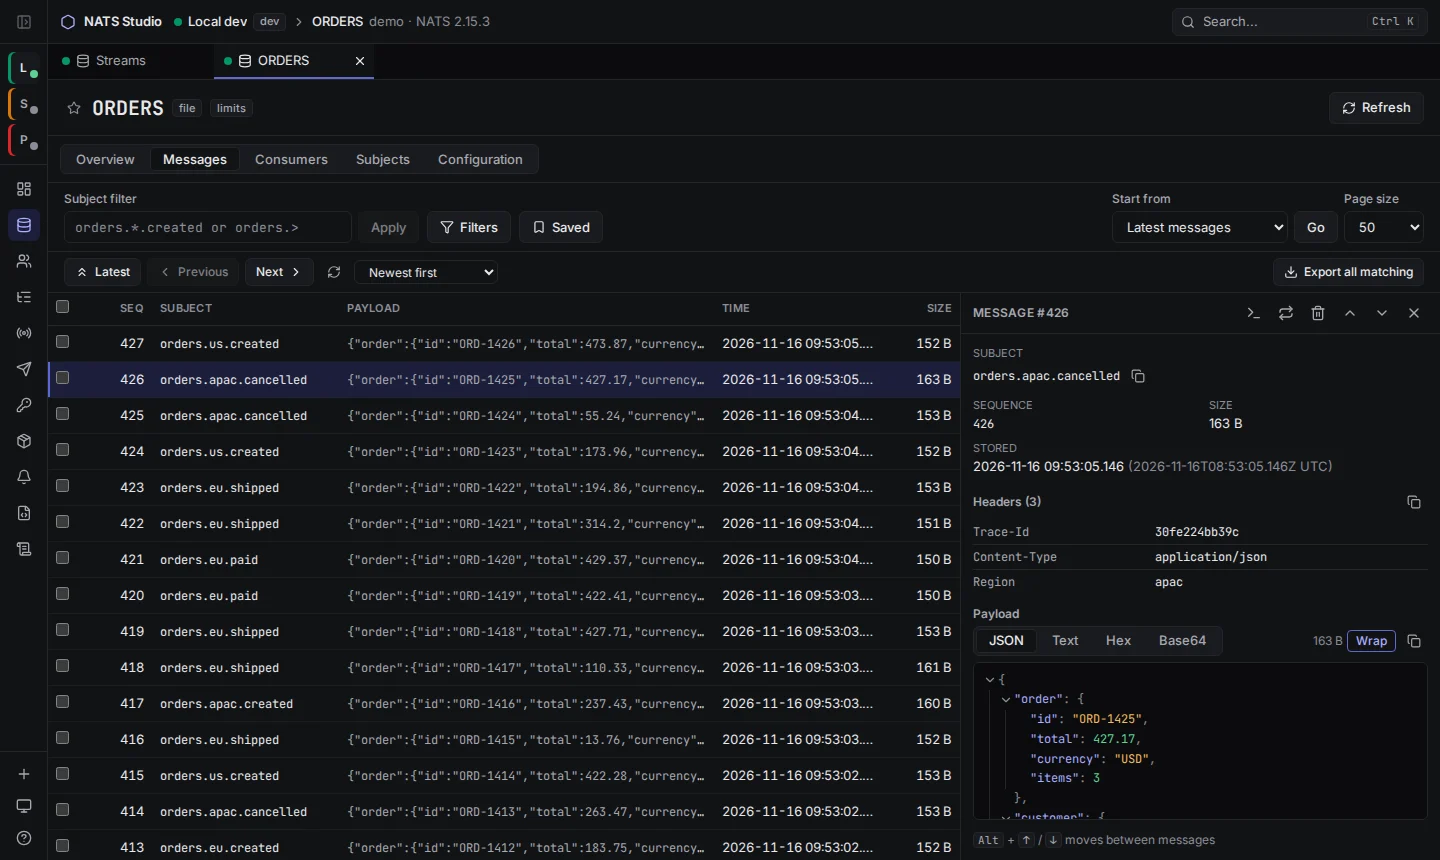 NATS Studio Local dev dev ORDERS demo · NATS 2.15.3 Search... Ctrl K
L
S
P
Streams ORDERS
ORDERS file limits Refresh
Overview Messages Consumers Subjects Configuration
Subject filter Start from Page size
orders.*.created or orders.> Apply Filters Saved Latest messages Go 50
Latest Previous Next Newest first Export all matching
SEQ SUBJECT PAYLOAD TIME SIZE
427 orders.us.created {"order":{"id":"ORD-1426","total":473.87,"currency… 2026-11-16 09:53:05.... 152 B
426 orders.apac.cancelled {"order":{"id":"ORD-1425","total":427.17,"currency… 2026-11-16 09:53:05.... 163 B
425 orders.apac.cancelled {"order":{"id":"ORD-1424","total":55.24,"currency"… 2026-11-16 09:53:04.... 153 B
424 orders.us.created {"order":{"id":"ORD-1423","total":173.96,"currency… 2026-11-16 09:53:04.... 152 B
423 orders.eu.shipped {"order":{"id":"ORD-1422","total":194.86,"currency… 2026-11-16 09:53:04.... 153 B
422 orders.eu.shipped {"order":{"id":"ORD-1421","total":314.2,"currency"… 2026-11-16 09:53:04.... 151 B
421 orders.eu.paid {"order":{"id":"ORD-1420","total":429.37,"currency… 2026-11-16 09:53:04.... 150 B
420 orders.eu.paid {"order":{"id":"ORD-1419","total":422.41,"currency… 2026-11-16 09:53:03.... 150 B
419 orders.eu.shipped {"order":{"id":"ORD-1418","total":427.71,"currency… 2026-11-16 09:53:03.... 153 B
418 orders.eu.shipped {"order":{"id":"ORD-1417","total":110.33,"currency… 2026-11-16 09:53:03.... 161 B
417 orders.apac.created {"order":{"id":"ORD-1416","total":237.43,"currency… 2026-11-16 09:53:03.... 160 B
416 orders.eu.shipped {"order":{"id":"ORD-1415","total":13.76,"currency"… 2026-11-16 09:53:03.... 152 B
415 orders.us.created {"order":{"id":"ORD-1414","total":422.28,"currency… 2026-11-16 09:53:02.... 153 B
414 orders.apac.cancelled {"order":{"id":"ORD-1413","total":263.47,"currency… 2026-11-16 09:53:02.... 153 B
413 orders.eu.created {"order":{"id":"ORD-1412","total":183.75,"currency… 2026-11-16 09:53:02.... 152 B
MESSAGE #426
SUBJECT
orders.apac.cancelled
SEQUENCE SIZE
426 163 B
STORED
2026-11-16 09:53:05.146 (2026-11-16T08:53:05.146Z UTC)
Headers (3)
Trace-Id 30fe224bb39c
Content-Type application/json
Region apac
Payload
JSON Text Hex Base64 163 B Wrap
{
"order": {
"id": "ORD-1425",
"total": 427.17,
"currency": "USD",
"items": 3
},
"customer": {
Alt + ↑ / ↓ moves between messages